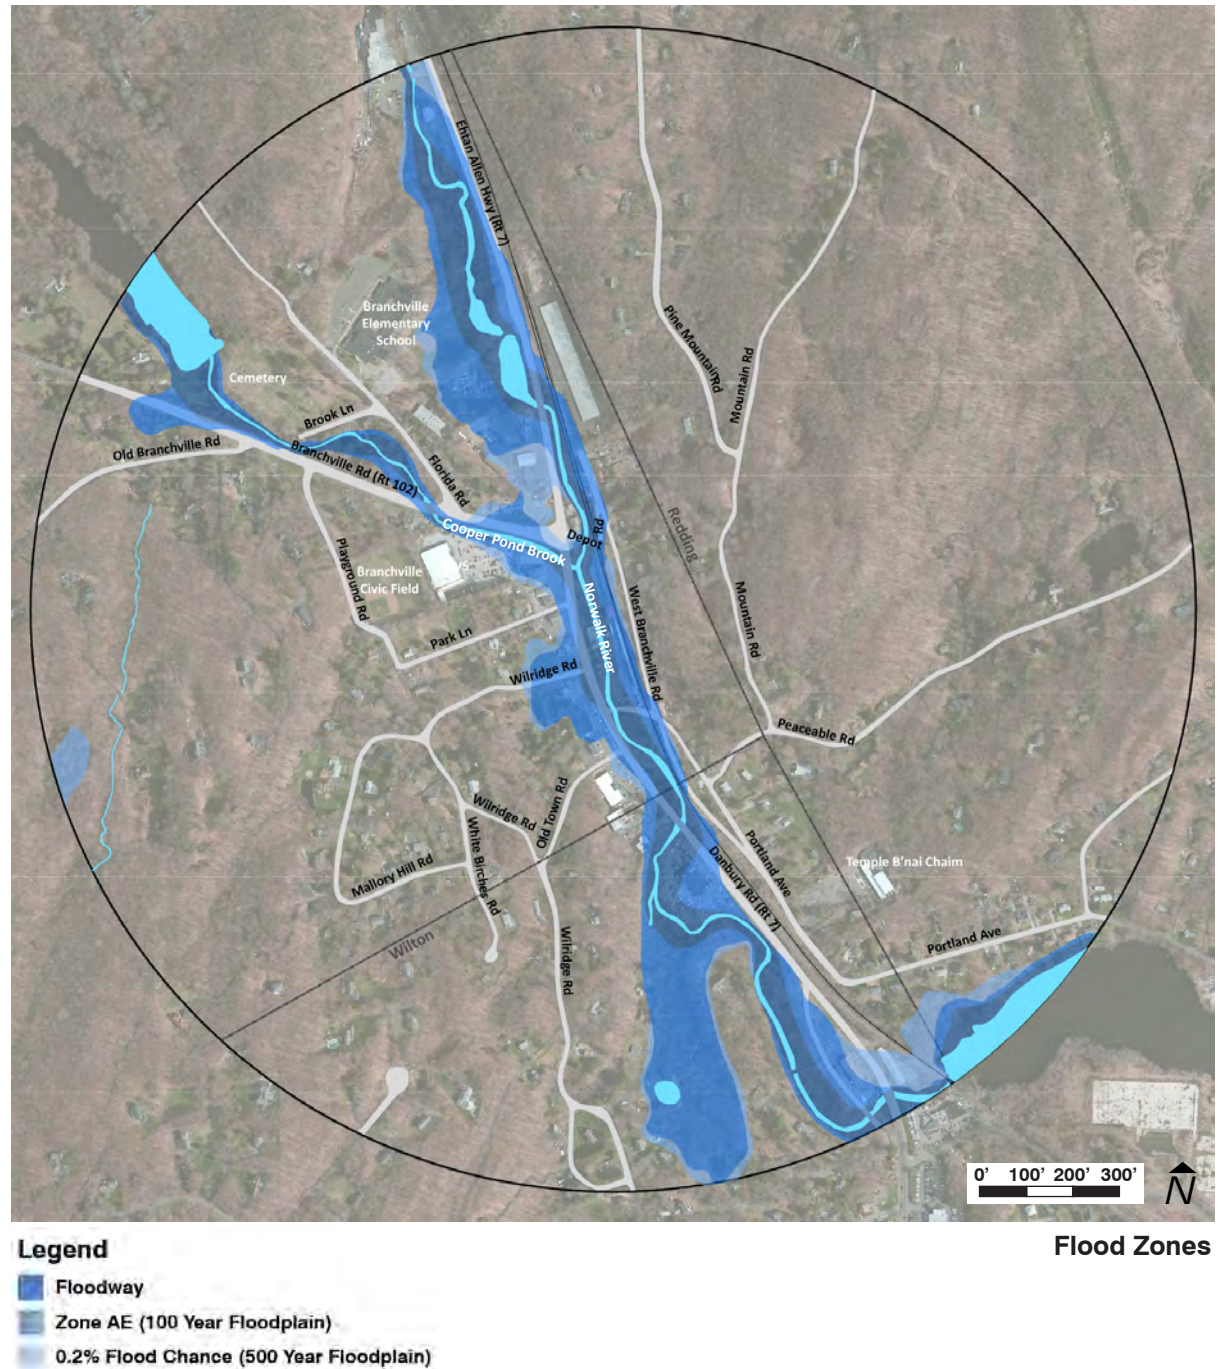 Ehtan Allen Hwy (Rt 7)
Branchville
Elementary
School
Pine Mountain Rd
Mountain Rd
Cemetery
Brook Ln
Old Branchville Rd
Branchville Rd (Rt 102)
Florida Rd
Redding
Cooper Pond Brook
Depot Rd
Branchville
Civic Field
Playground Rd
Norwalk River
West Branchville Rd
Mountain Rd
Park Ln
Wilridge Rd
Peaceable Rd
Wilridge Rd
Old Town Rd
White Birches Rd
Mallory Hill Rd
Portland Ave
Danbury Rd (Rt 7)
Temple B'nai Chaim
Wilton
Wilridge Rd
Portland Ave
0' 100' 200' 300'
N
Flood Zones
Legend
Floodway
Zone AE (100 Year Floodplain)
0.2% Flood Chance (500 Year Floodplain)